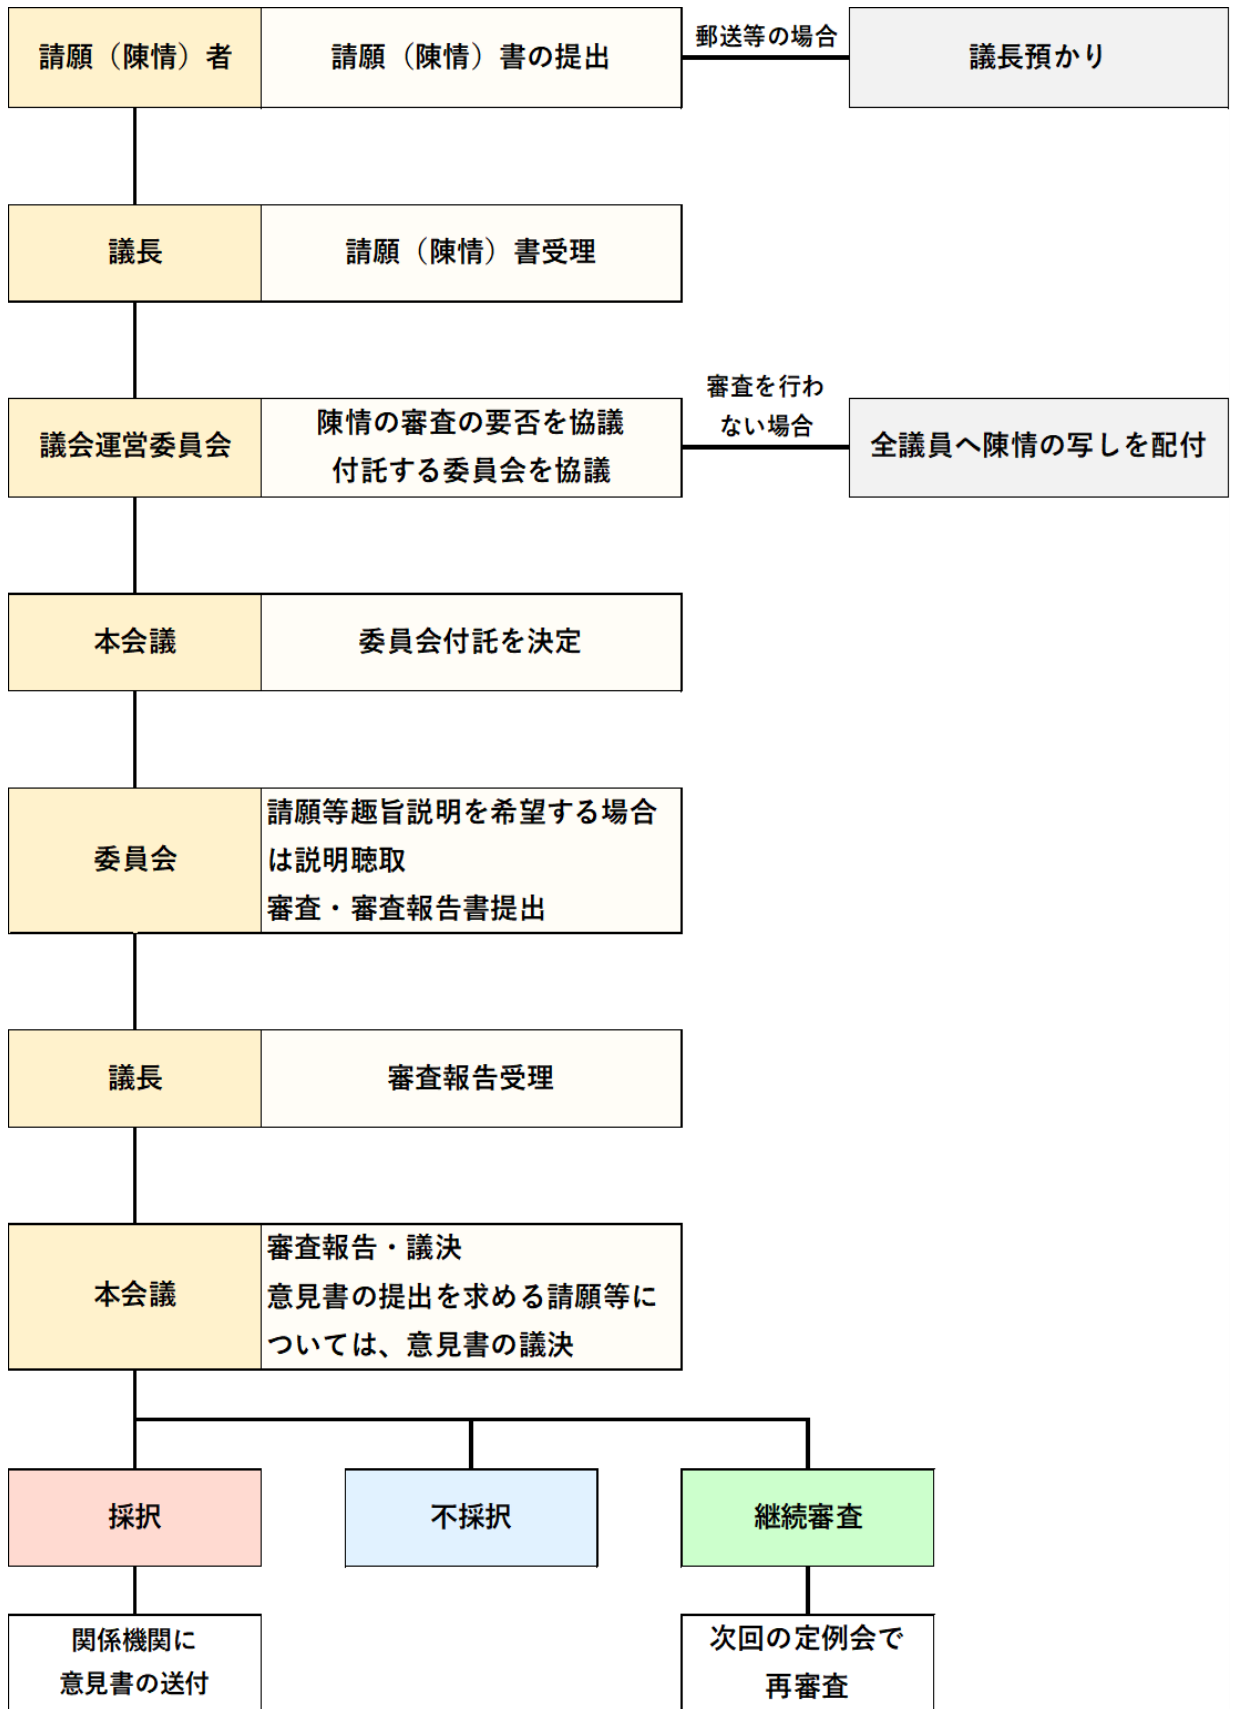 請願（陳情）者
請願（陳情）書の提出
郵送等の場合
議長預かり
議長
請願（陳情）書受理
議会運営委員会
陳情の審査の要否を協議
付託する委員会を協議
審査を行わ
ない場合
全議員へ陳情の写しを配付
本会議
委員会付託を決定
委員会
請願等趣旨説明を希望する場合
は説明聴取
審査・審査報告書提出
議長
審査報告受理
本会議
審査報告・議決
意見書の提出を求める請願等に
ついては、意見書の議決
採択
不採択
継続審査
関係機関に
意見書の送付
次回の定例会で
再審査